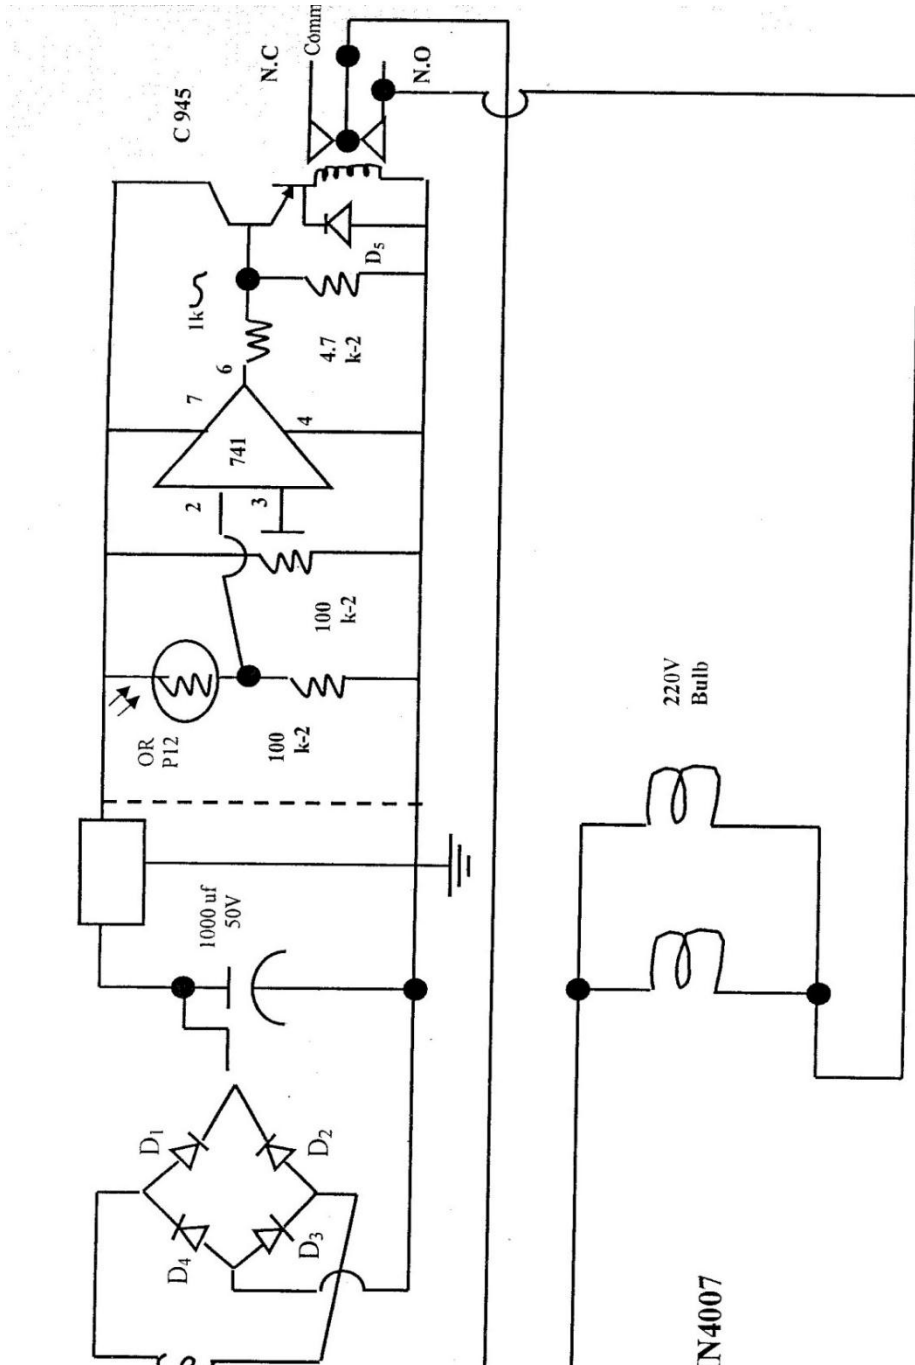 D₁
D₂
D₃
D₄
1000 uf
50V
OR
P12
100
k-2
100
k-2
2
3
741
7
4
6
1k
4.7
k-2
D₅
C 945
N.C
Comm
N.O
220V
Bulb
IN4007